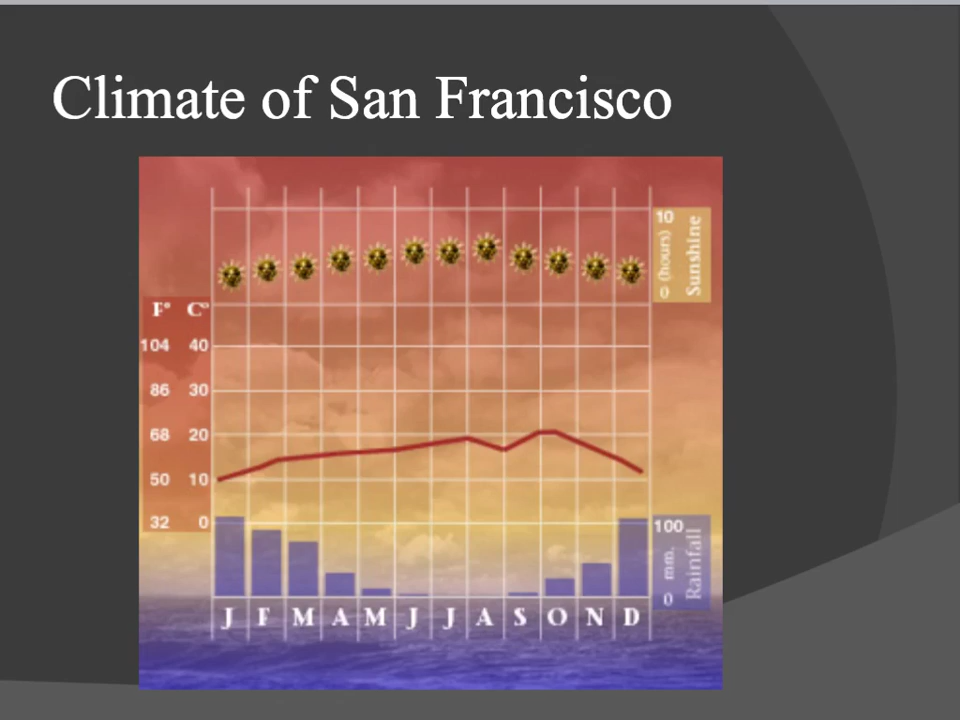 Climate of San Francisco
10
0 (hours)
Sunshine
F° C°
104 40
86 30
68 20
50 10
32 0
100
0 mm.
Rainfall
J F M A M J J A S O N D